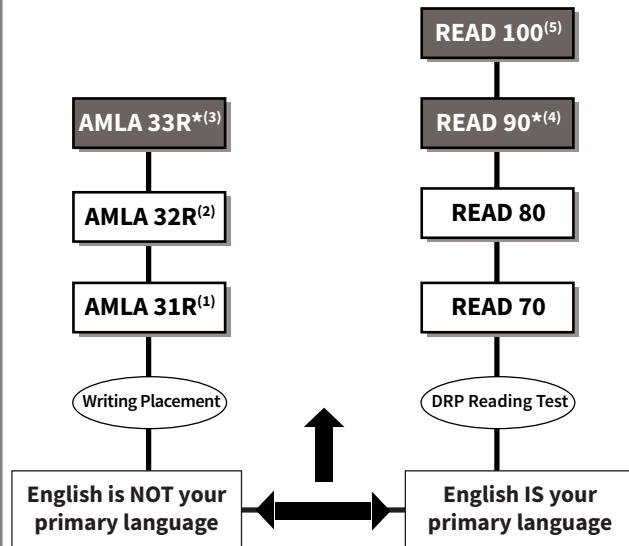 READ 100(5)
AMLA 33R*(3)
READ 90*(4)
AMLA 32R(2)
READ 80
AMLA 31R(1)
READ 70
Writing Placement
DRP Reading Test
English is NOT your
primary language
English IS your
primary language